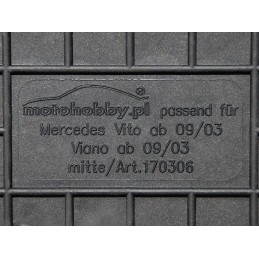 motohobby.pl® passend für
Mercedes Vito ab 09/03
Viano ab 09/03
mitte/Art.170306